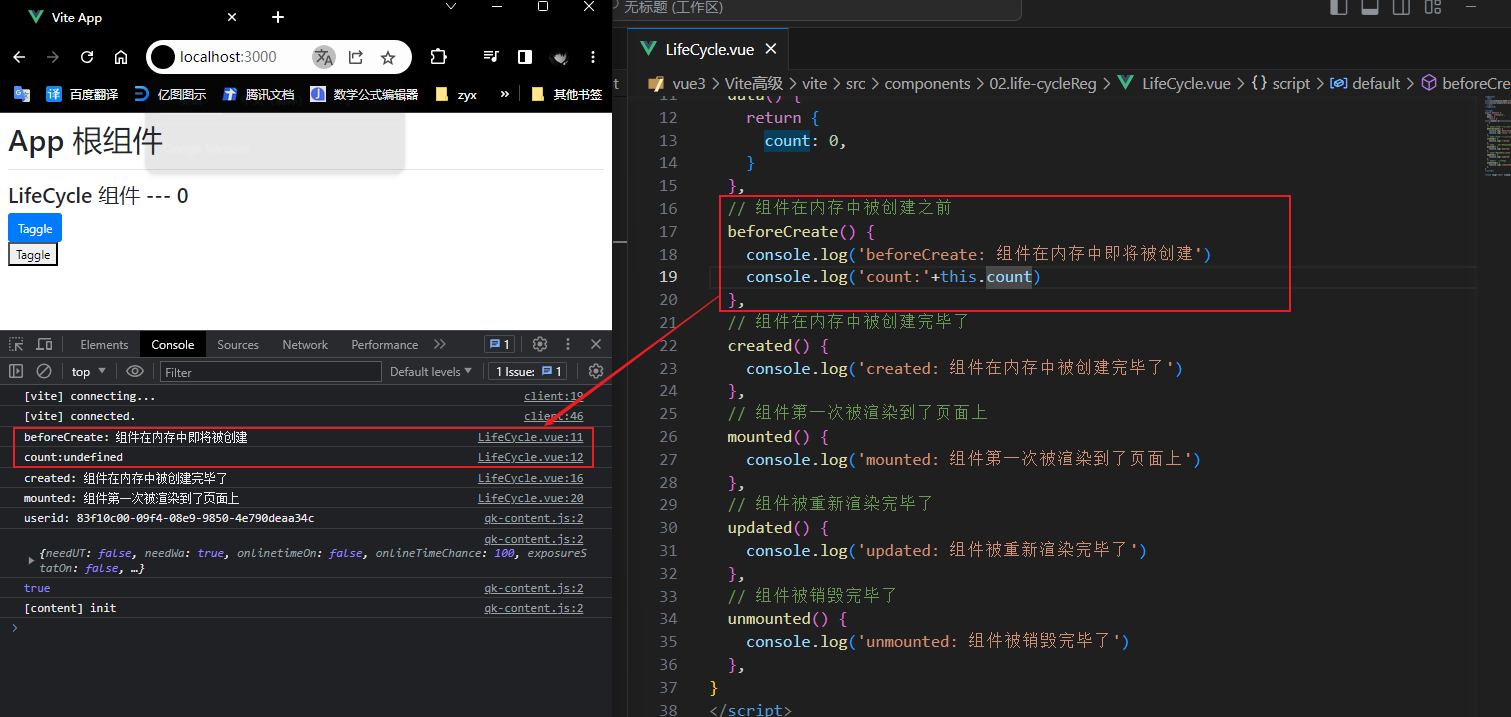 Vite App
localhost:3000
百度翻译
亿图图示
腾讯文档
数学公式编辑器
zyx
»
其他书签
App 根组件
LifeCycle 组件 --- 0
Taggle
Taggle
Elements Console Sources Network Performance » 1
top Filter Default levels 1 Issue: 1
[vite] connecting... client:19
[vite] connected. client:46
beforeCreate: 组件在内存中即将被创建 LifeCycle.vue:11
count:undefined LifeCycle.vue:12
created: 组件在内存中被创建完毕了 LifeCycle.vue:16
mounted: 组件第一次被渲染到了页面上 LifeCycle.vue:20
userid: 83f10c00-09f4-08e9-9850-4e790deaa34c qk-content.js:2
qk-content.js:2
{needUT: false, needWa: true, onlinetimeOn: false, onlineTimeChance: 100, exposureS
tatOn: false, …}
true qk-content.js:2
[content] init qk-content.js:2
无标题 (工作区)
LifeCycle.vue
vue3 > Vite高级 > vite > src > components > 02.life-cycleReg > LifeCycle.vue > {} script > default > beforeCre
11 data() {
12 return {
13 count: 0,
14 }
15 },
16 // 组件在内存中被创建之前
17 beforeCreate() {
18 console.log('beforeCreate: 组件在内存中即将被创建')
19 console.log('count:'+this.count)
20 },
21 // 组件在内存中被创建完毕了
22 created() {
23 console.log('created: 组件在内存中被创建完毕了')
24 },
25 // 组件第一次被渲染到了页面上
26 mounted() {
27 console.log('mounted: 组件第一次被渲染到了页面上')
28 },
29 // 组件被重新渲染完毕了
30 updated() {
31 console.log('updated: 组件被重新渲染完毕了')
32 },
33 // 组件被销毁完毕了
34 unmounted() {
35 console.log('unmounted: 组件被销毁完毕了')
36 },
37 }
38 </script>